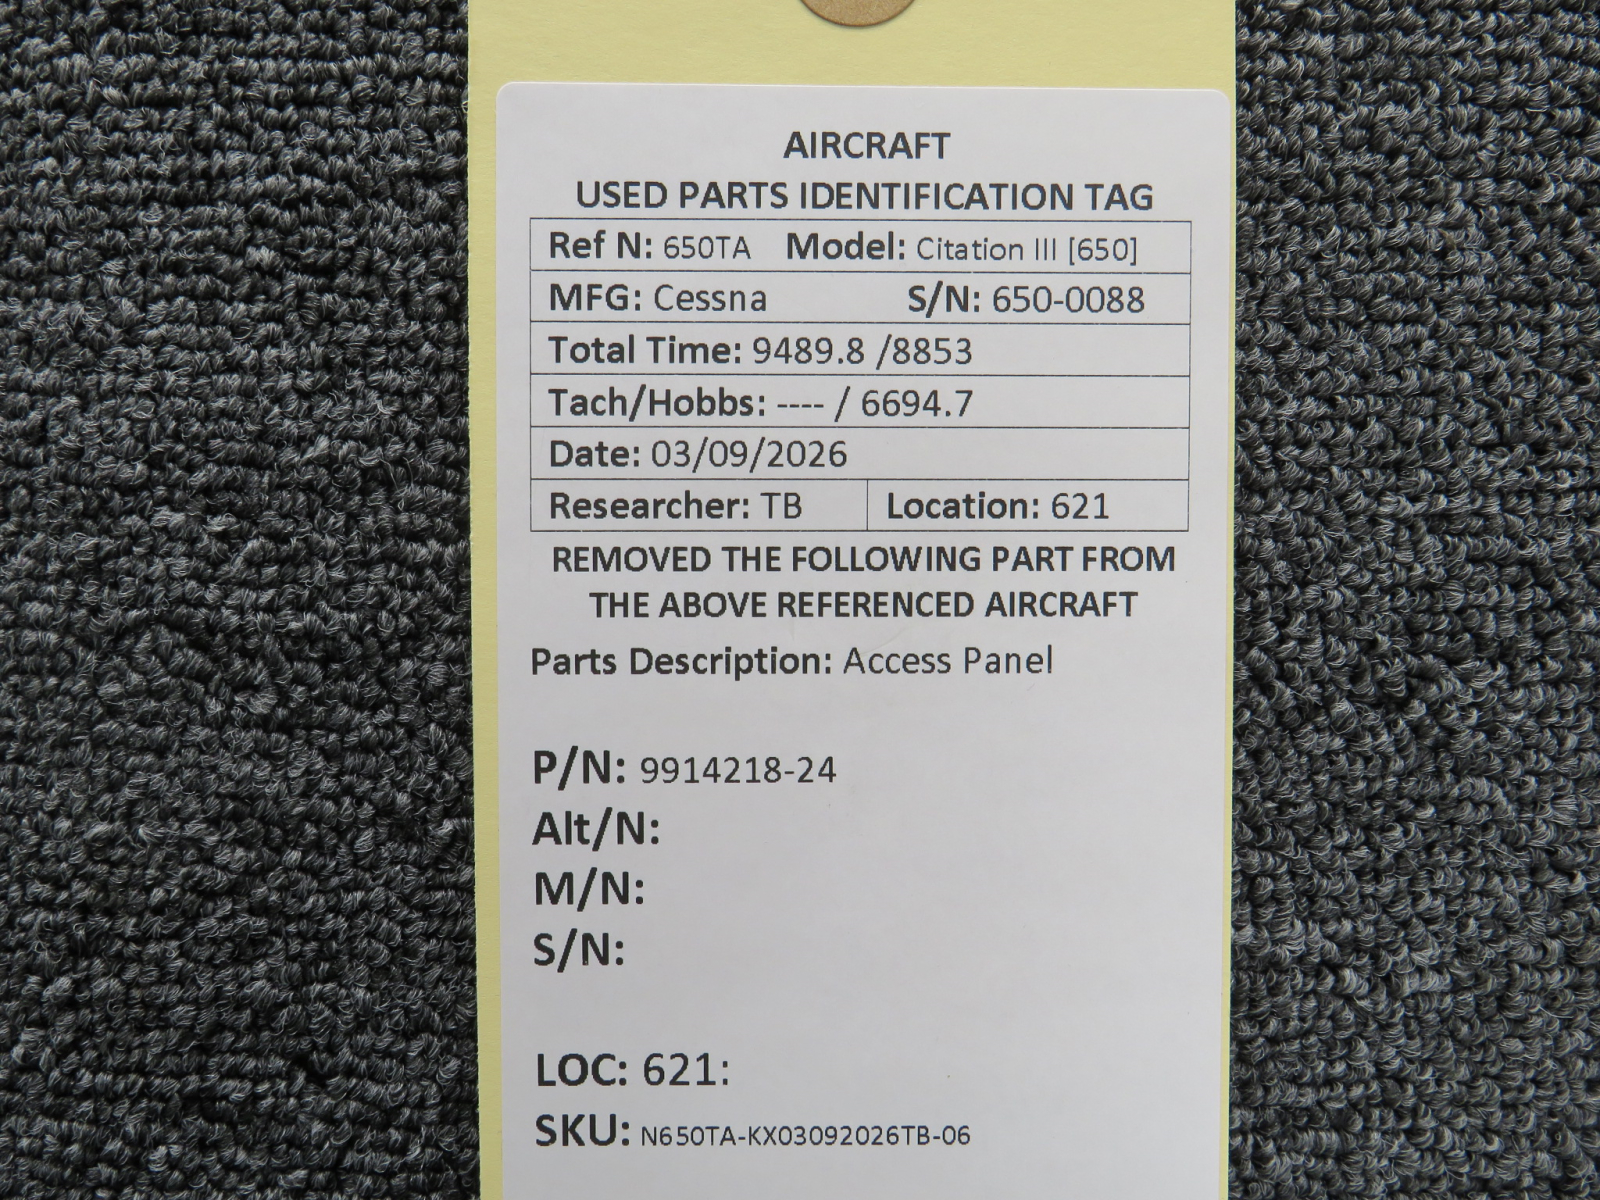 AIRCRAFT
USED PARTS IDENTIFICATION TAG
Ref N: 650TA Model: Citation III [650]
MFG: Cessna S/N: 650-0088
Total Time: 9489.8 /8853
Tach/Hobbs: ---- / 6694.7
Date: 03/09/2026
Researcher: TB Location: 621
REMOVED THE FOLLOWING PART FROM
THE ABOVE REFERENCED AIRCRAFT
Parts Description: Access Panel
P/N: 9914218-24
Alt/N:
M/N:
S/N:
LOC: 621:
SKU: N650TA-KX03092026TB-06